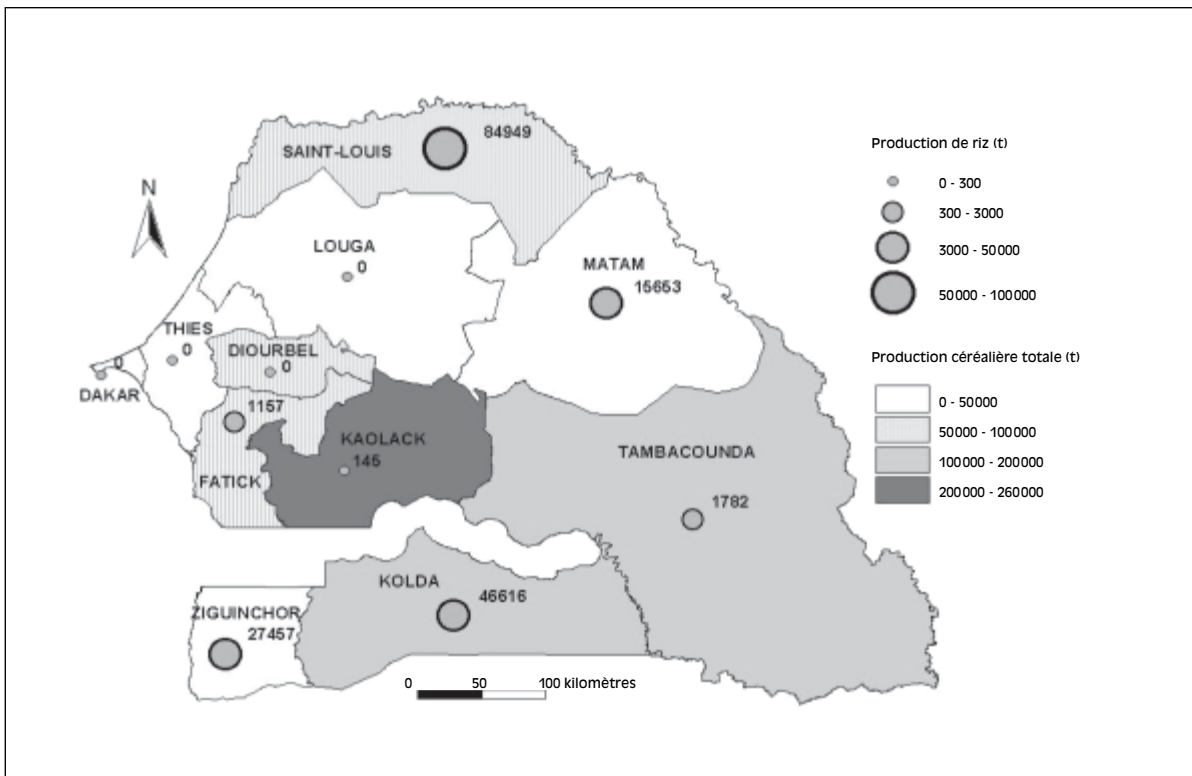 84949
SAINT-LOUIS
N
LOUGA
0
MATAM
15653
THIES
0
DIOURBEL
0
0
DAKAR
1157
KAOLACK
145
FATICK
TAMBACOUNDA
1782
KOLDA
46616
ZIGUINCHOR
27457
0 50 100 kilomètres
Production de riz (t)
0 - 300
300 - 3000
3000 - 50000
50000 - 100000
Production céréalière totale (t)
0 - 50000
50000 - 100000
100000 - 200000
200000 - 260000